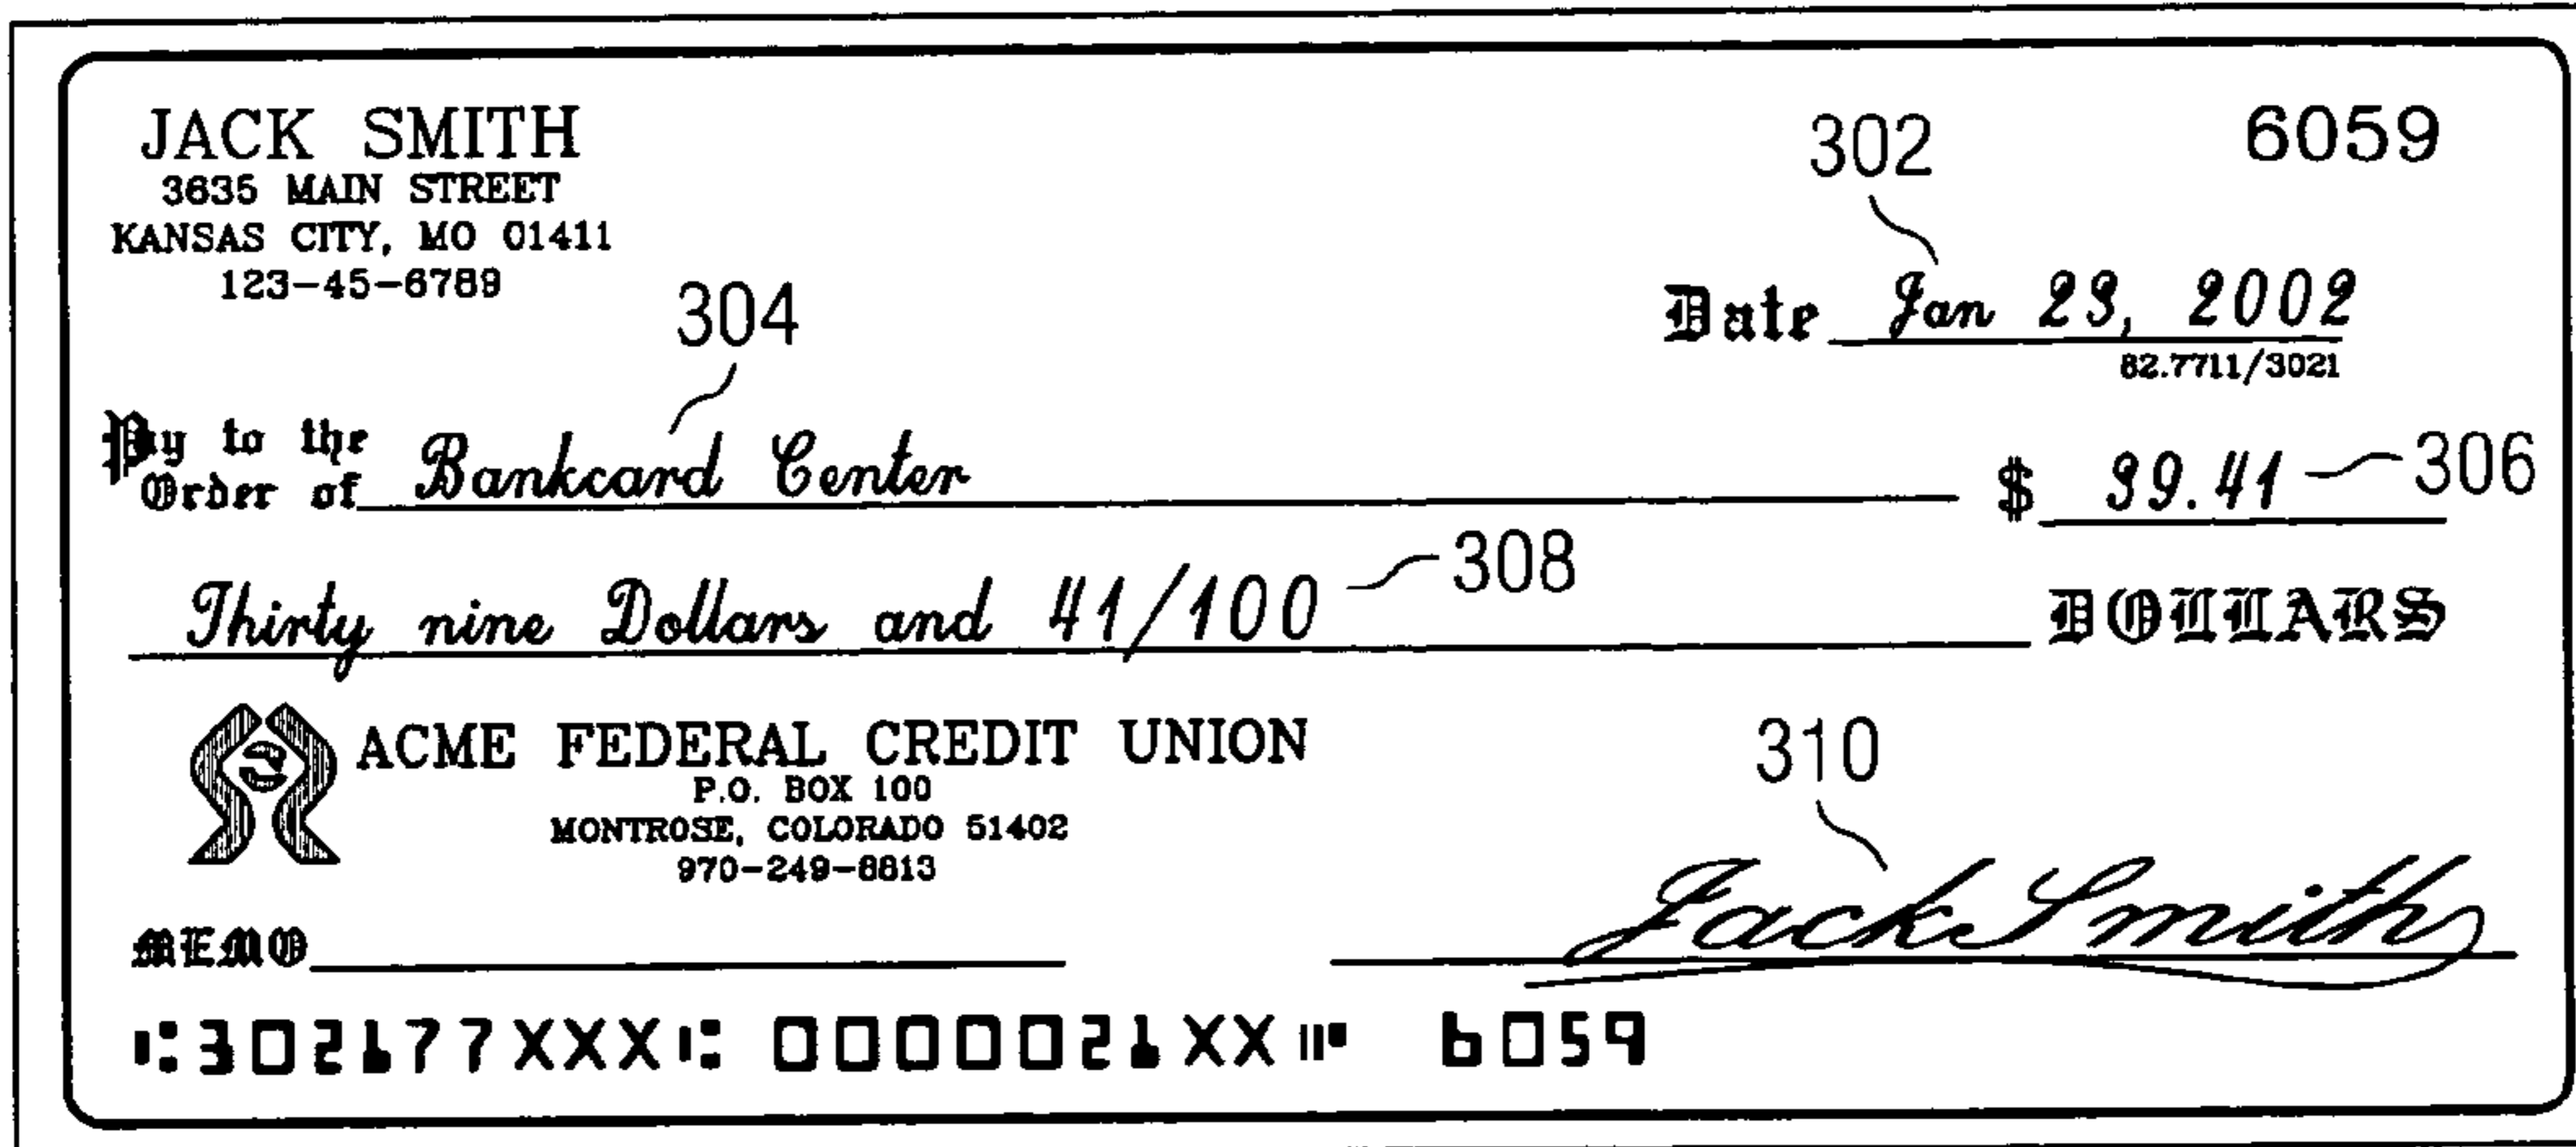 JACK SMITH
3635 MAIN STREET
KANSAS CITY, MO 01411
123-45-6789
302
6059
304
Date Jan 23, 2002
82.7711/3021
Pay to the
Order of Bankcard Center
$ 39.41
306
Thirty nine Dollars and 41/100
308
DOLLARS
ACME FEDERAL CREDIT UNION
P.O. BOX 100
MONTROSE, COLORADO 51402
970-249-8813
310
MEMO
Jack Smith
⑆302177XXX⑆ 0000021XX⑈ 6059